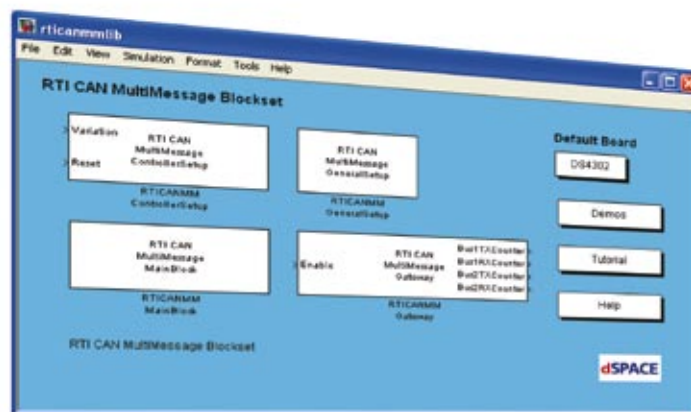 rticanmmlib
File Edit View Simulation Format Tools Help
RTI CAN MultiMessage Blockset
Variation
Reset
RTI CAN
MultiMessage
ControllerSetup
RTICANMM
ControllerSetup
RTI CAN
MultiMessage
GeneralSetup
RTICANMM
GeneralSetup
Default Board
DS4302
Demos
Tutorial
Help
RTI CAN
MultiMessage
MainBlock
RTICANMM
MainBlock
Enable
RTI CAN
MultiMessage
Gateway
Bus1TXCounter
Bus1RXCounter
Bus2TXCounter
Bus2RXCounter
RTICANMM
Gateway
RTI CAN MultiMessage Blockset
dSPACE